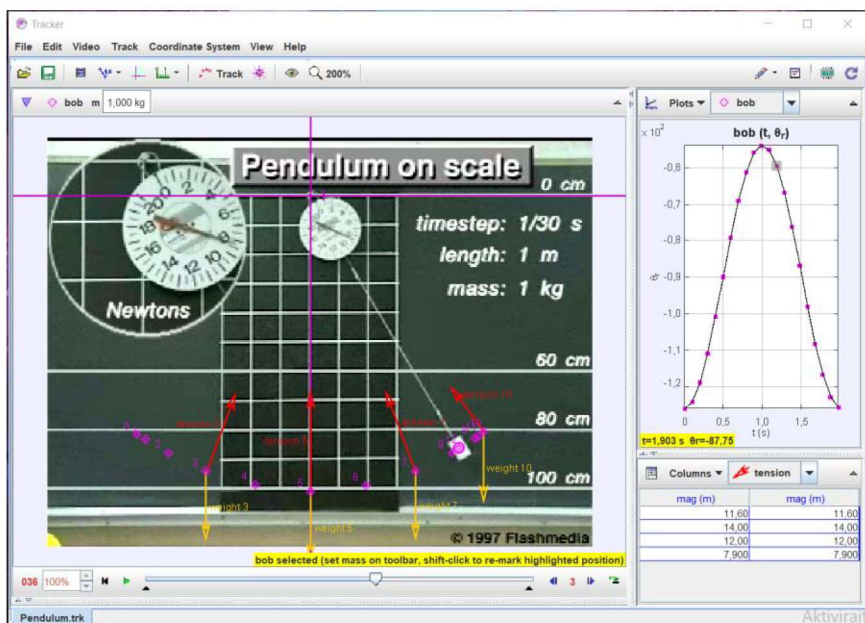 Tracker
File Edit Video Track Coordinate System View Help
Track 200%
bob m 1,000 kg
Pendulum on scale
0 cm
timestep: 1/30 s
length: 1 m
mass: 1 kg
Newtons
60 cm
80 cm
100 cm
weight 3
weight 5
weight 7
weight 10
© 1997 Flashmedia
bob selected (set mass on toolbar, shift-click to re-mark highlighted position)
036 100% 3
Pendulum.trk
Plots bob
bob (t, θr)
×10²
-0,6
-0,7
-0,8
-0,9
-1,0
-1,1
-1,2
θr
0 0,5 1,0 1,5
t (s)
t=1,903 s θr=-87,75
Columns tension
mag (m) mag (m)
11,60 11,60
14,00 14,00
12,00 12,00
7,900 7,900